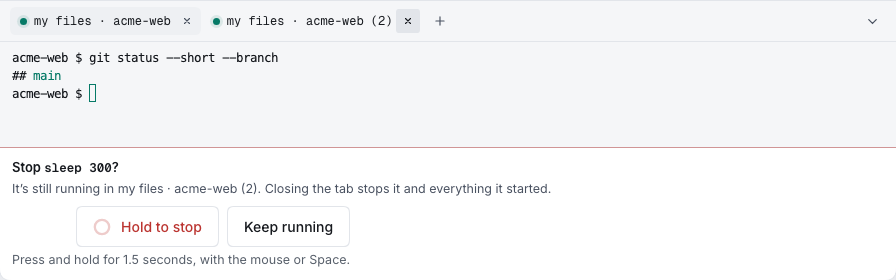 my files · acme-web × my files · acme-web (2) × +
acme-web $ git status --short --branch
## main
acme-web $
Stop sleep 300?
It's still running in my files · acme-web (2). Closing the tab stops it and everything it started.
Hold to stop Keep running
Press and hold for 1.5 seconds, with the mouse or Space.